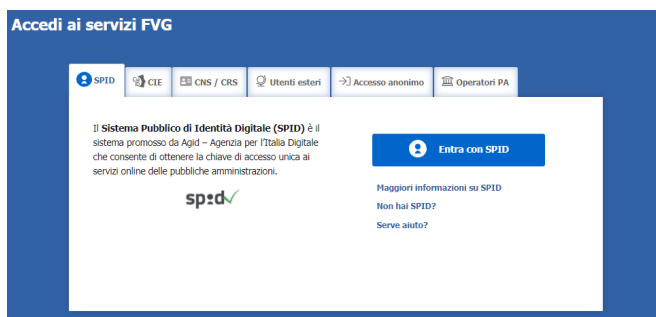 Accedi ai servizi FVG
SPID
CIE
CNS / CRS
Utenti esteri
Accesso anonimo
Operatori PA
Il Sistema Pubblico di Identità Digitale (SPID) è il
sistema promosso da Agid – Agenzia per l'Italia Digitale
che consente di ottenere la chiave di accesso unica ai
servizi online delle pubbliche amministrazioni.
sp:d
Entra con SPID
Maggiori informazioni su SPID
Non hai SPID?
Serve aiuto?